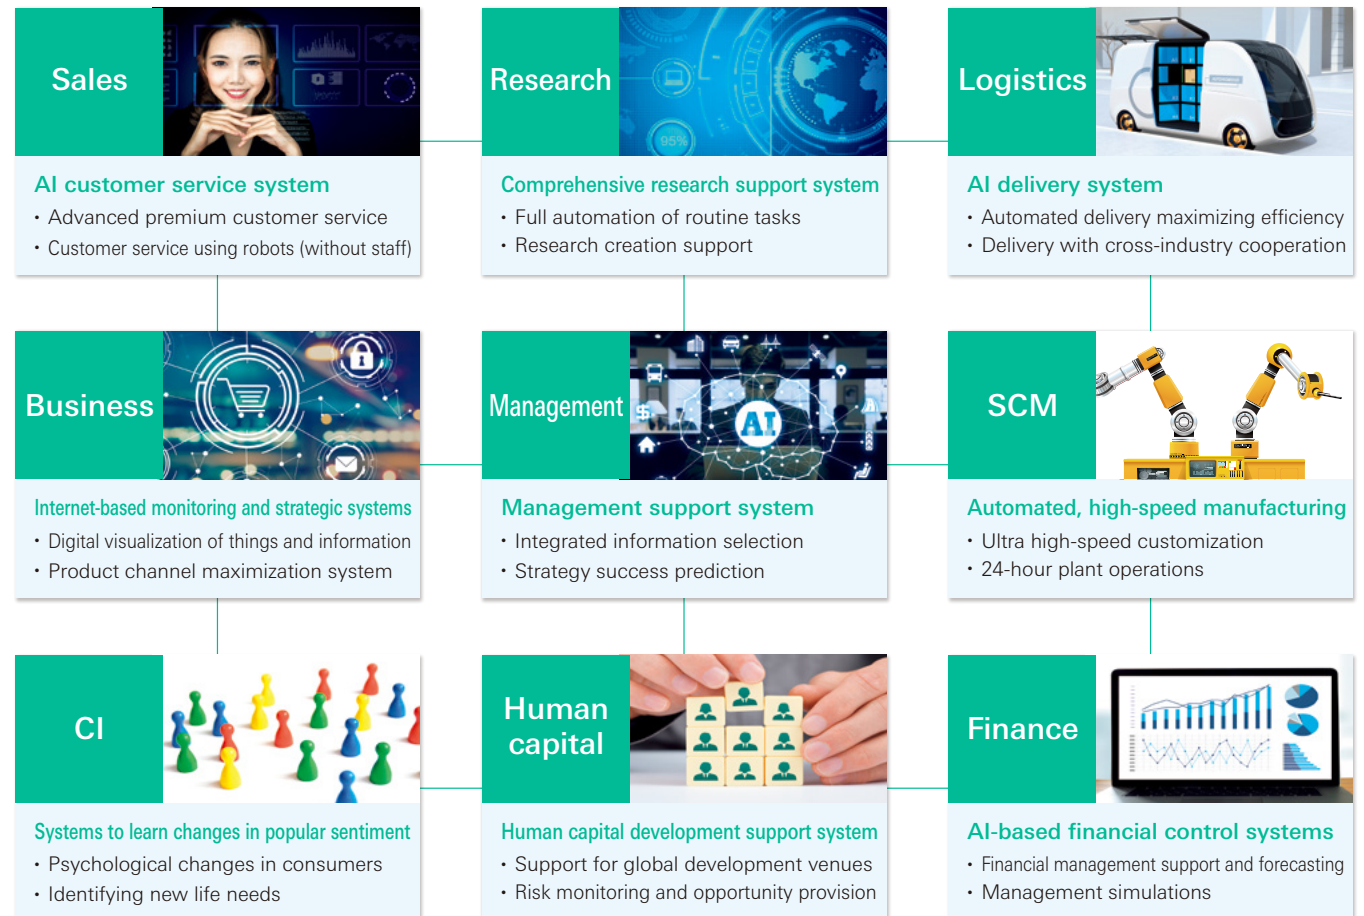 Sales
AI customer service system
・Advanced premium customer service
・Customer service using robots (without staff)
Research
95%
Comprehensive research support system
・Full automation of routine tasks
・Research creation support
Logistics
AI delivery system
・Automated delivery maximizing efficiency
・Delivery with cross-industry cooperation
Business
Internet-based monitoring and strategic systems
・Digital visualization of things and information
・Product channel maximization system
Management
AI
Management support system
・Integrated information selection
・Strategy success prediction
SCM
Automated, high-speed manufacturing
・Ultra high-speed customization
・24-hour plant operations
CI
Systems to learn changes in popular sentiment
・Psychological changes in consumers
・Identifying new life needs
Human
capital
Human capital development support system
・Support for global development venues
・Risk monitoring and opportunity provision
Finance
AI-based financial control systems
・Financial management support and forecasting
・Management simulations